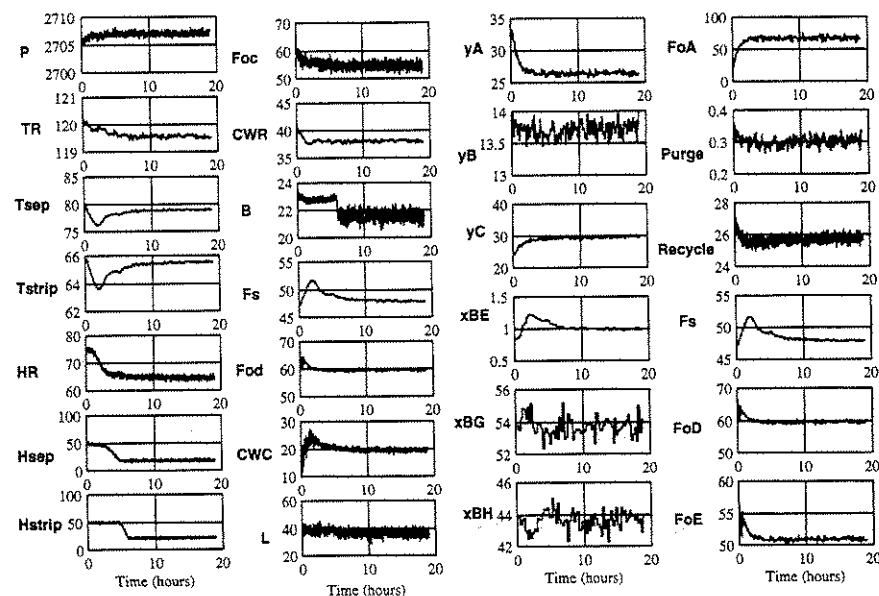 P
2710
2705
2700
0 10 20
TR
121
120
119
0 10 20
Tsep
85
80
75
0 10 20
Tstrip
66
64
62
0 10 20
HR
80
70
60
0 10 20
Hsep
100
50
0
0 10 20
Hstrip
100
50
0
0 10 20
Time (hours)
Foc
70
60
50
0 10 20
CWR
45
40
35
0 10 20
B
24
22
20
0 10 20
Fs
55
50
45
0 10 20
Fod
70
60
50
0 10 20
CWC
30
20
10
0 10 20
L
60
40
20
0 10 20
Time (hours)
yA
35
30
25
0 10 20
yB
14
13.5
13
0 10 20
yC
40
30
20
0 10 20
xBE
1.5
1
0.5
0 10 20
xBG
56
54
52
0 10 20
xBH
46
44
42
0 10 20
Time (hours)
FoA
100
50
0
0 10 20
Purge
0.4
0.3
0.2
0 10 20
Recycle
28
26
24
0 10 20
Fs
55
50
45
0 10 20
FoD
70
60
50
0 10 20
FoE
60
55
50
0 10 20
Time (hours)